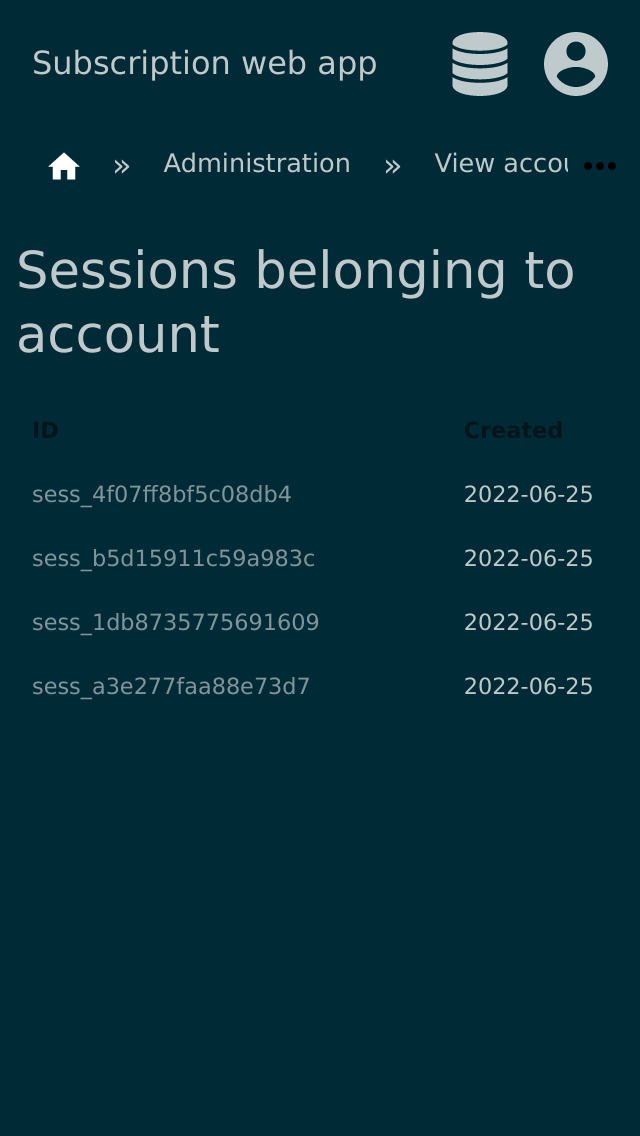 Subscription web app
» Administration » View accou
Sessions belonging to
account
ID Created
sess_4f07ff8bf5c08db4 2022-06-25
sess_b5d15911c59a983c 2022-06-25
sess_1db8735775691609 2022-06-25
sess_a3e277faa88e73d7 2022-06-25